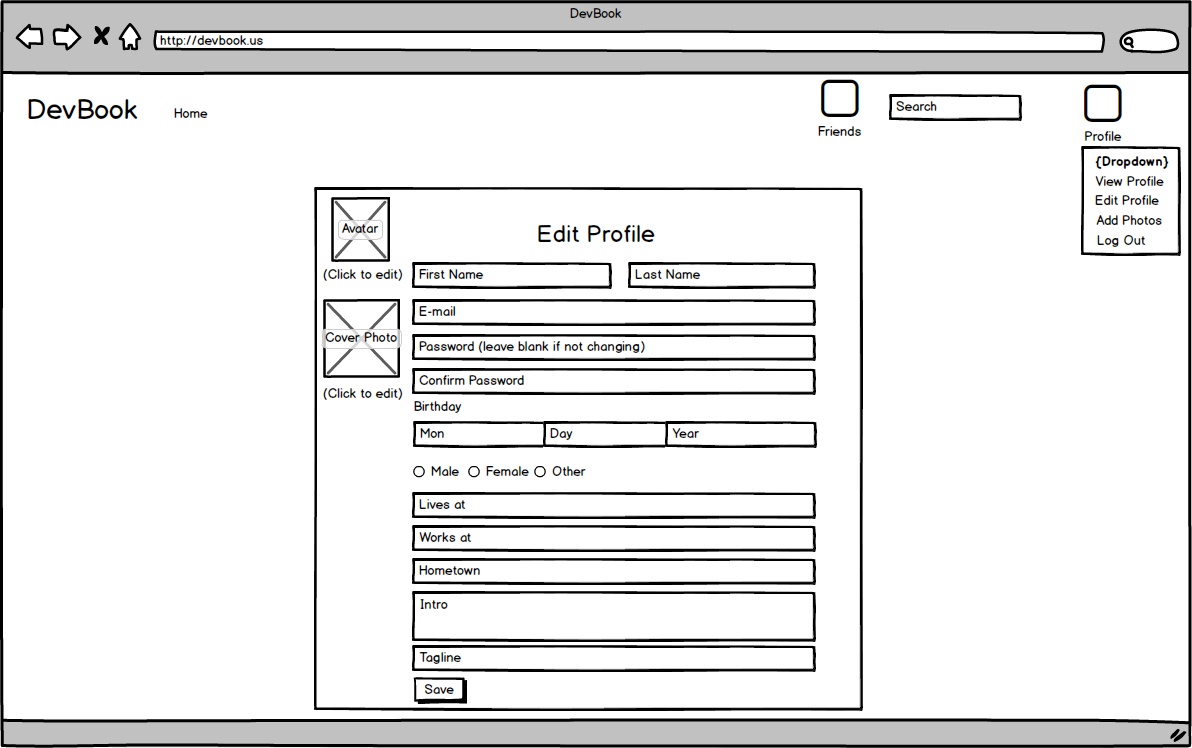 DevBook
http://devbook.us
DevBook
Home
Friends
Search
Profile
{Dropdown}
View Profile
Edit Profile
Add Photos
Log Out
Avatar
(Click to edit)
Cover Photo
(Click to edit)
Edit Profile
First Name
Last Name
E-mail
Password (leave blank if not changing)
Confirm Password
Birthday
Mon
Day
Year
Male
Female
Other
Lives at
Works at
Hometown
Intro
Tagline
Save